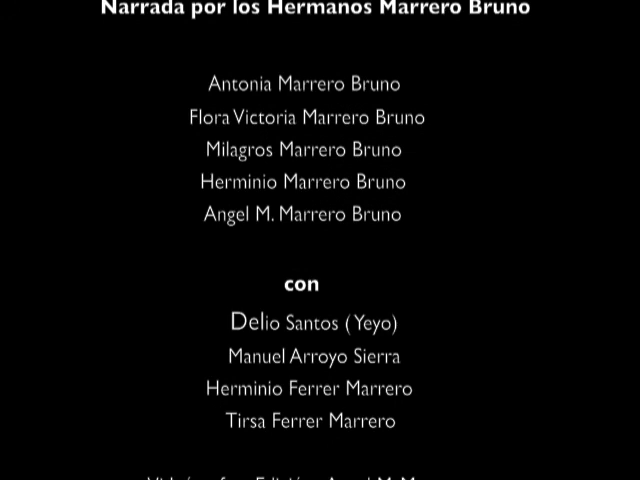 Narrada por los Hermanos Marrero Bruno
Antonia Marrero Bruno
Flora Victoria Marrero Bruno
Milagros Marrero Bruno
Herminio Marrero Bruno
Angel M. Marrero Bruno
con
Delio Santos (Yeyo)
Manuel Arroyo Sierra
Herminio Ferrer Marrero
Tirsa Ferrer Marrero